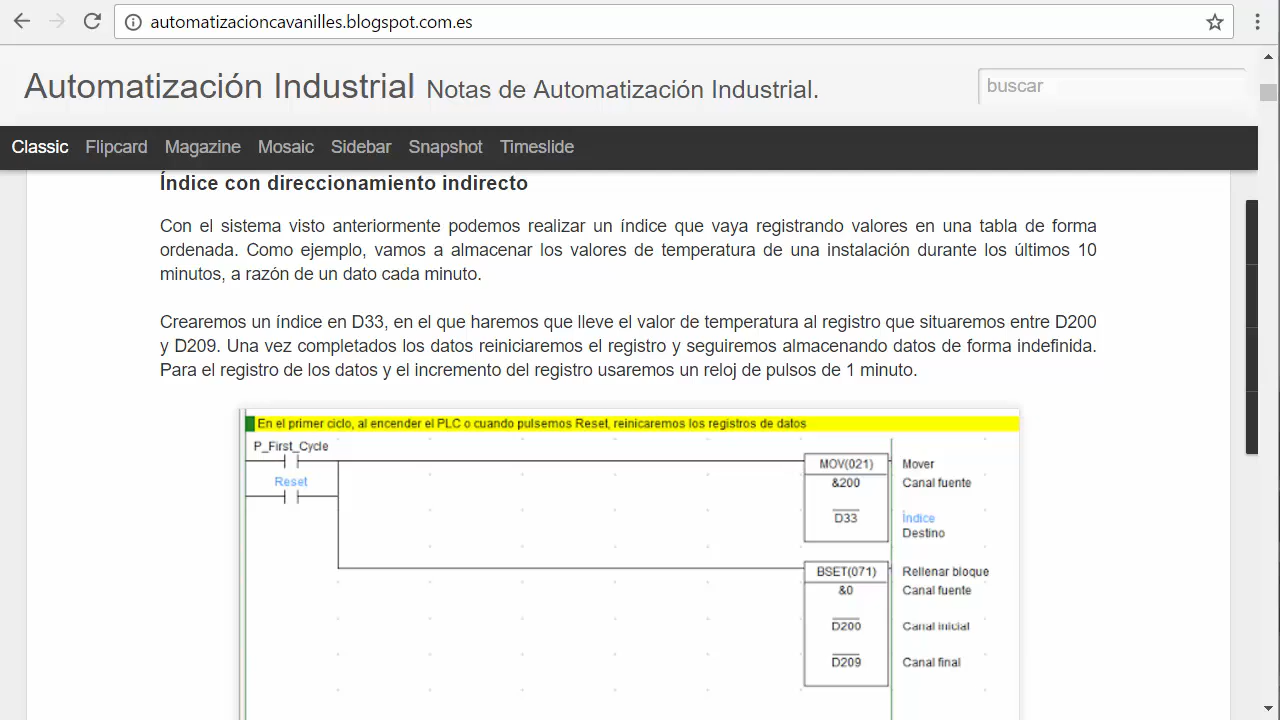 automatizacioncavanilles.blogspot.com.es
Automatización Industrial Notas de Automatización Industrial.
buscar
Classic Flipcard Magazine Mosaic Sidebar Snapshot Timeslide
Índice con direccionamiento indirecto
Con el sistema visto anteriormente podemos realizar un índice que vaya registrando valores en una tabla de forma
ordenada. Como ejemplo, vamos a almacenar los valores de temperatura de una instalación durante los últimos 10
minutos, a razón de un dato cada minuto.
Crearemos un índice en D33, en el que haremos que lleve el valor de temperatura al registro que situaremos entre D200
y D209. Una vez completados los datos reiniciaremos el registro y seguiremos almacenando datos de forma indefinida.
Para el registro de los datos y el incremento del registro usaremos un reloj de pulsos de 1 minuto.
En el primer ciclo, al encender el PLC o cuando pulsemos Reset, reinicaremos los registros de datos
P_First_Cycle
MOV(021) Mover
Reset
&200 Canal fuente
D33 Índice
Destino
BSET(071) Rellenar bloque
&0 Canal fuente
D200 Canal inicial
D209 Canal final